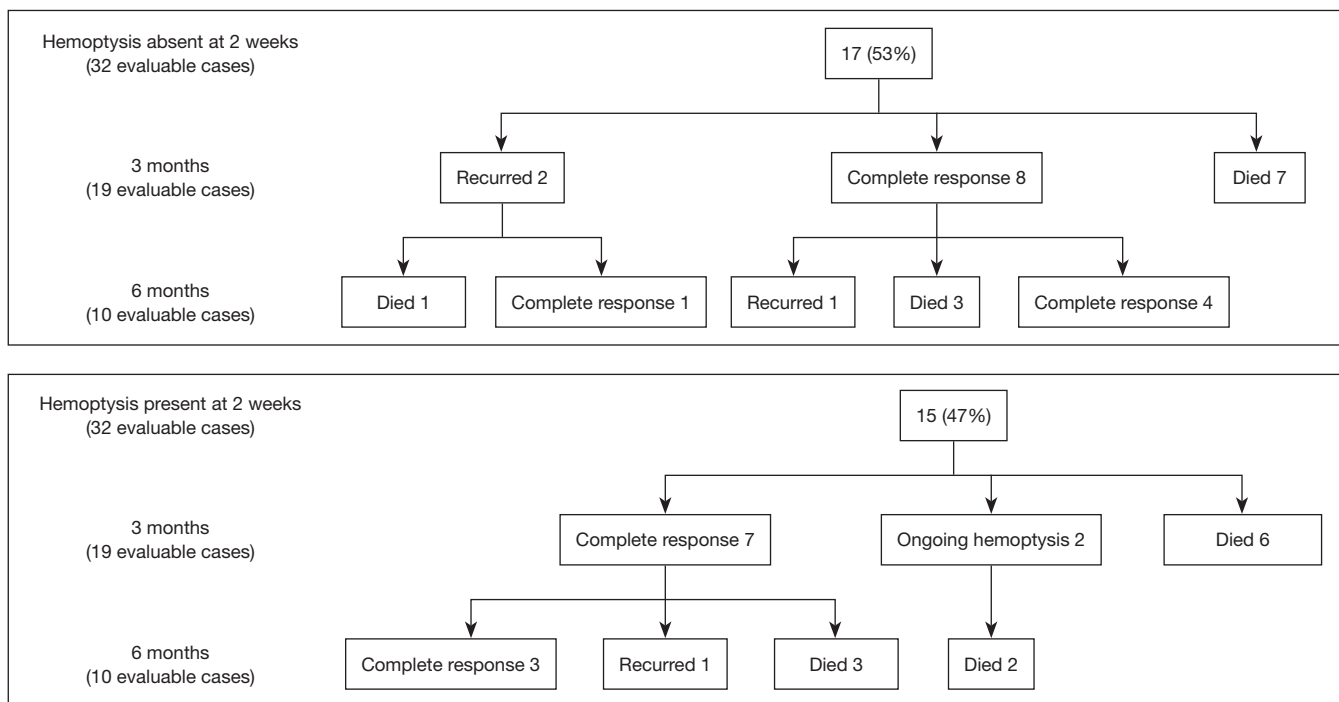 Hemoptysis absent at 2 weeks
(32 evaluable cases)
17 (53%)
3 months
(19 evaluable cases)
Recurred 2
Complete response 8
Died 7
6 months
(10 evaluable cases)
Died 1
Complete response 1
Recurred 1
Died 3
Complete response 4
Hemoptysis present at 2 weeks
(32 evaluable cases)
15 (47%)
3 months
(19 evaluable cases)
Complete response 7
Ongoing hemoptysis 2
Died 6
6 months
(10 evaluable cases)
Complete response 3
Recurred 1
Died 3
Died 2